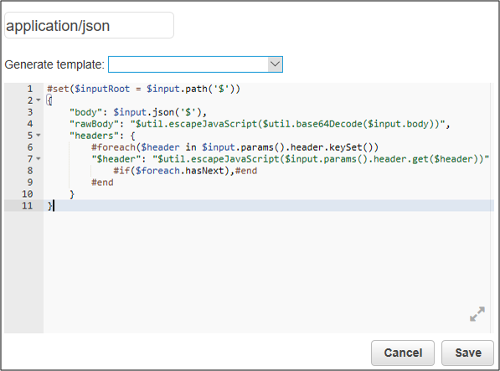 application/json
Generate template:
1 #set($inputRoot = $input.path('$'))
2 {
3 "body": $input.json('$'),
4 "rawBody": "$util.escapeJavaScript($util.base64Decode($input.body))",
5 "headers": {
6 #foreach($header in $input.params().header.keySet())
7 "$header": "$util.escapeJavaScript($input.params().header.get($header))"
8 #if($foreach.hasNext),#end
9 #end
10 }
11 }
Cancel Save